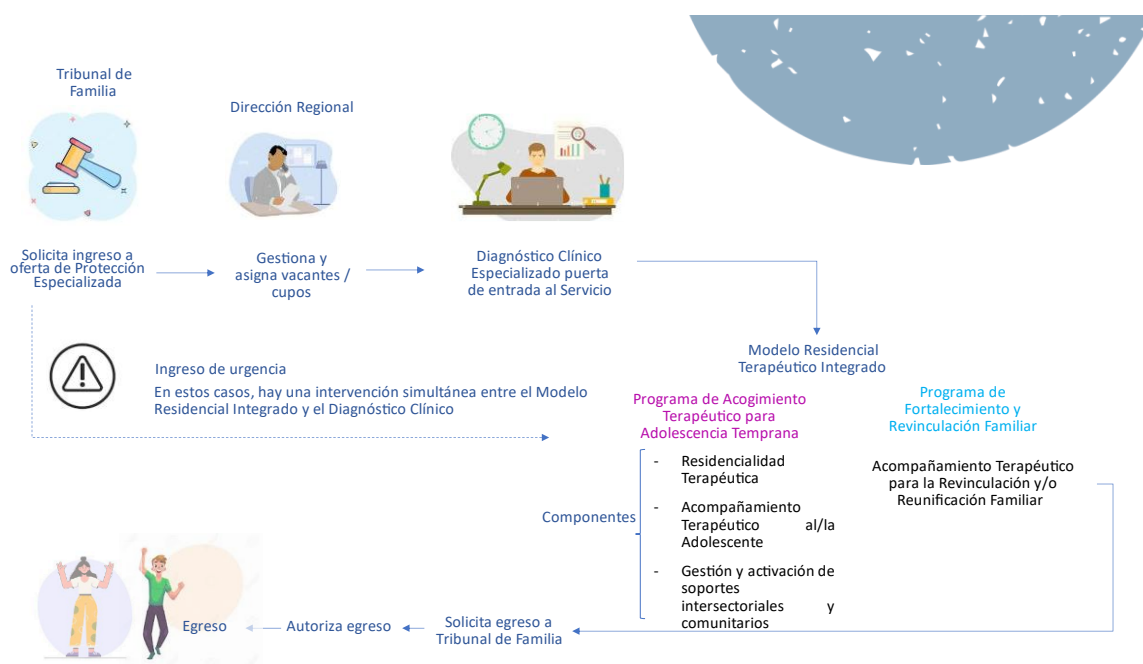 Tribunal de
Familia
Dirección Regional
Solicita ingreso a
oferta de Protección
Especializada
Gestiona y
asigna vacantes /
cupos
Diagnóstico Clínico
Especializado puerta
de entrada al Servicio
Ingreso de urgencia
En estos casos, hay una intervención simultánea entre el Modelo
Residencial Integrado y el Diagnóstico Clínico
Modelo Residencial
Terapéutico Integrado
Programa de Acogimiento
Terapéutico para
Adolescencia Temprana
Programa de
Fortalecimiento y
Revinculación Familiar
Componentes
- Residencialidad
Terapéutica
- Acompañamiento
Terapéutico al/la
Adolescente
- Gestión y activación de
soportes
intersectoriales y
comunitarios
Acompañamiento Terapéutico
para la Revinculación y/o
Reunificación Familiar
Solicita egreso a
Tribunal de Familia
Autoriza egreso
Egreso